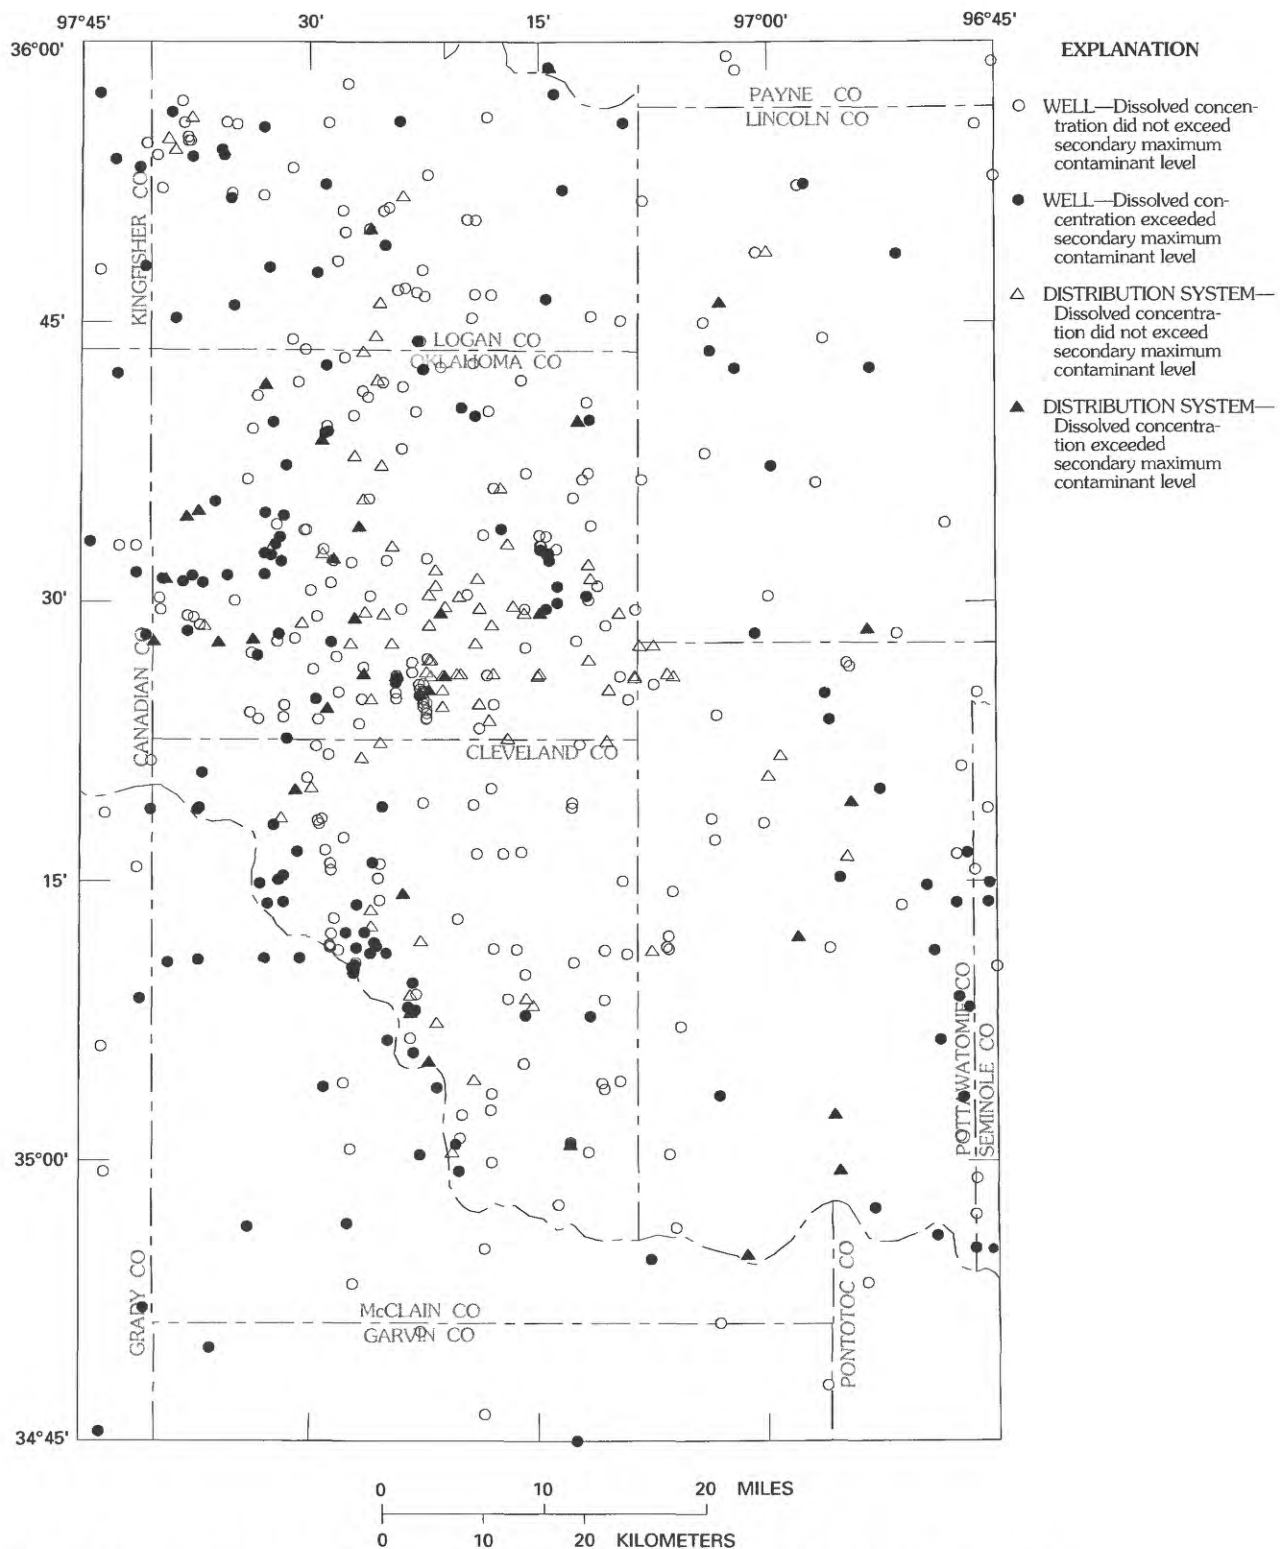 97°45'
30'
15'
97°00'
96°45'
36°00'
EXPLANATION
PAYNE CO
LINCOLN CO
WELL—Dissolved concen-
tration did not exceed
secondary maximum
contaminant level
WELL—Dissolved con-
centration exceeded
secondary maximum
contaminant level
KINGFISHER CO
DISTRIBUTION SYSTEM—
Dissolved concentra-
tion did not exceed
secondary maximum
contaminant level
45'
LOGAN CO
OKLAHOMA CO
DISTRIBUTION SYSTEM—
Dissolved concentra-
tion exceeded
secondary maximum
contaminant level
30'
CANADIAN CO
CLEVELAND CO
15'
POTTAWATOMIE CO
SEMINOLE CO
35°00'
GRADY CO
McCLAIN CO
GARVIN CO
PONTOTOC CO
34°45'
0 10 20 MILES
0 10 20 KILOMETERS